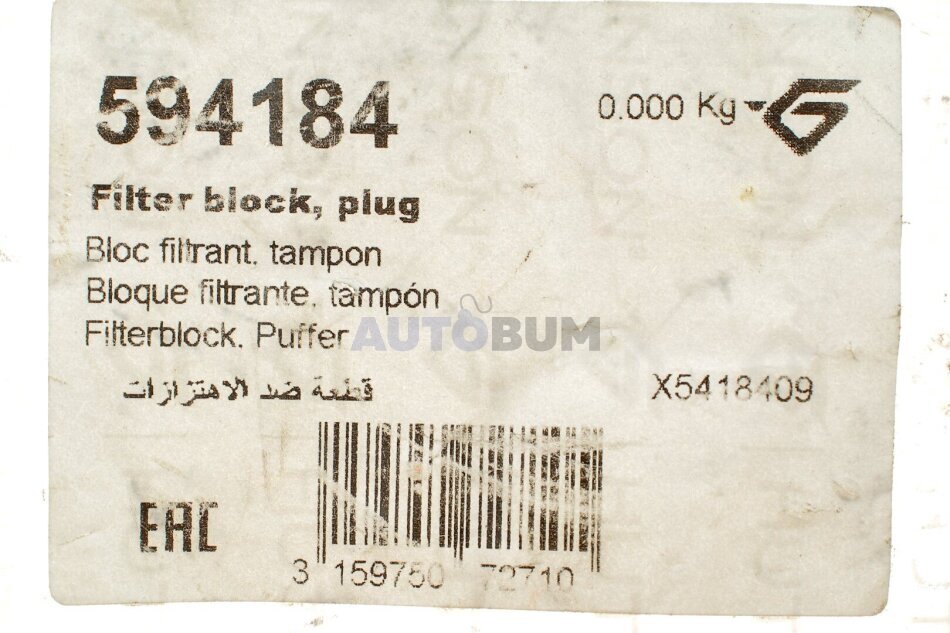 594184
0.000 Kg
Filter block, plug
Bloc filtrant. tampon
Bloque filtrante. tampón
Filterblock. Puffer
AUTOBUM
قطعة ضد الاهتزازات
X5418409
EAC
3 159750